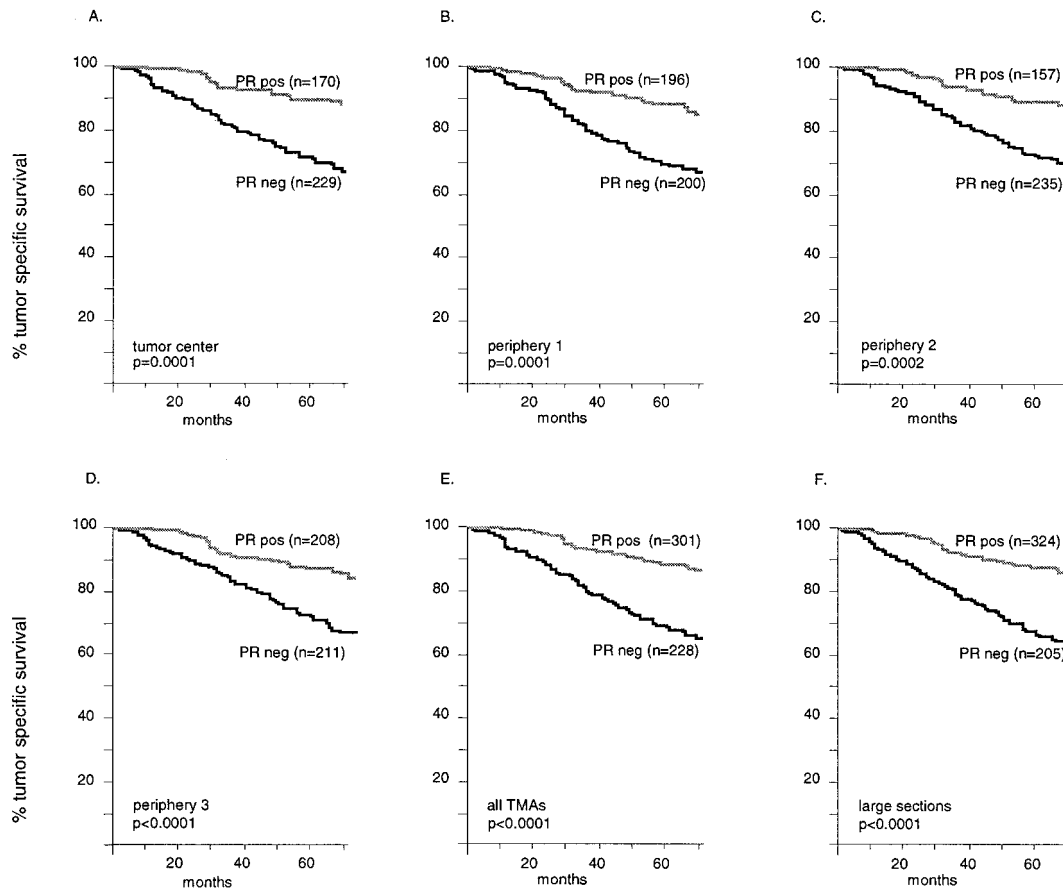 A.
B.
C.
100
80
60
40
20
PR pos (n=170)
PR neg (n=229)
tumor center
p=0.0001
20 40 60
months
100
80
60
40
20
PR pos (n=196)
PR neg (n=200)
periphery 1
p=0.0001
20 40 60
months
100
80
60
40
20
PR pos (n=157)
PR neg (n=235)
periphery 2
p=0.0002
20 40 60
months
% tumor specific survival
D.
E.
F.
100
80
60
40
20
PR pos (n=208)
PR neg (n=211)
periphery 3
p<0.0001
20 40 60
months
100
80
60
40
20
PR pos (n=301)
PR neg (n=228)
all TMAs
p<0.0001
20 40 60
months
100
80
60
40
20
PR pos (n=324)
PR neg (n=205)
large sections
p<0.0001
20 40 60
months
% tumor specific survival